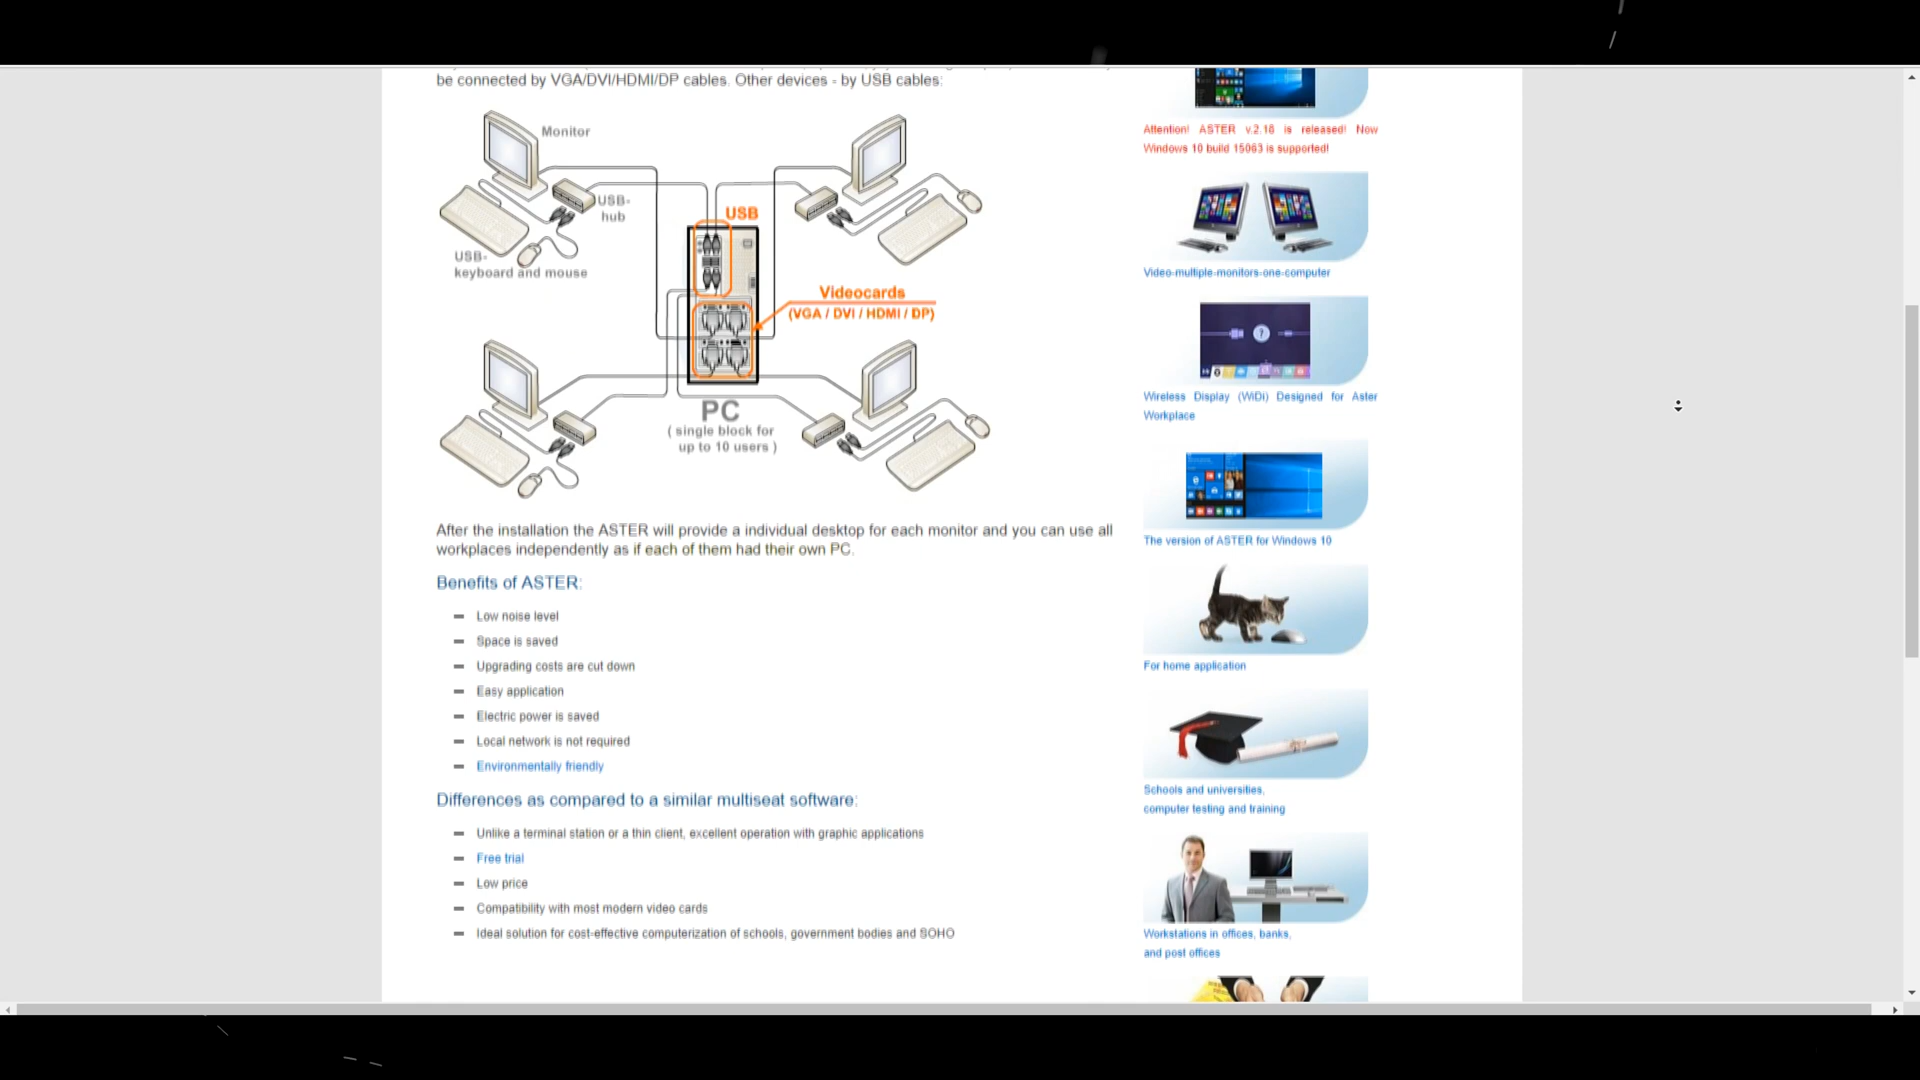 be connected by VGA/DVI/HDMI/DP cables. Other devices - by USB cables:
Monitor
USB-
hub
USB
USB-
keyboard and mouse
Videocards
(VGA / DVI / HDMI / DP)
PC
( single block for
up to 10 users )
After the installation the ASTER will provide a individual desktop for each monitor and you can use all
workplaces independently as if each of them had their own PC.
Benefits of ASTER:
Low noise level
Space is saved
Upgrading costs are cut down
Easy application
Electric power is saved
Local network is not required
Environmentally friendly
Differences as compared to a similar multiseat software:
Unlike a terminal station or a thin client, excellent operation with graphic applications
Free trial
Low price
Compatibility with most modern video cards
Ideal solution for cost-effective computerization of schools, government bodies and SOHO
Attention! ASTER v.2.16 is released! Now
Windows 10 build 15063 is supported!
Video-multiple-monitors-one-computer
Wireless Display (WiDi) Designed for Aster
Workplace
The version of ASTER for Windows 10
For home application
Schools and universities,
computer testing and training
Workstations in offices, banks,
and post offices